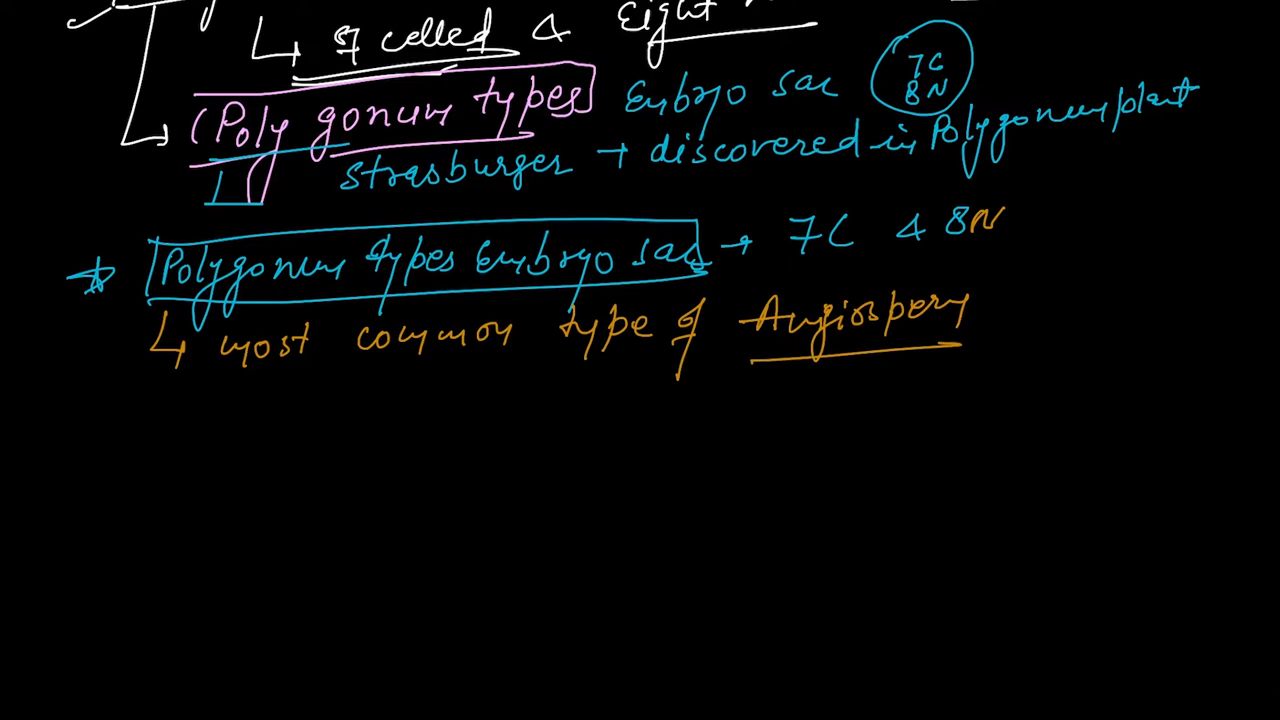 ↳ 7 celled & Eight
(Polygonum types) Embryo sac 7C 8N
Strasburger → discovered in Polygonum plant
Polygonum types Embryo sac → 7C & 8N
↳ most common type of Angiosperm